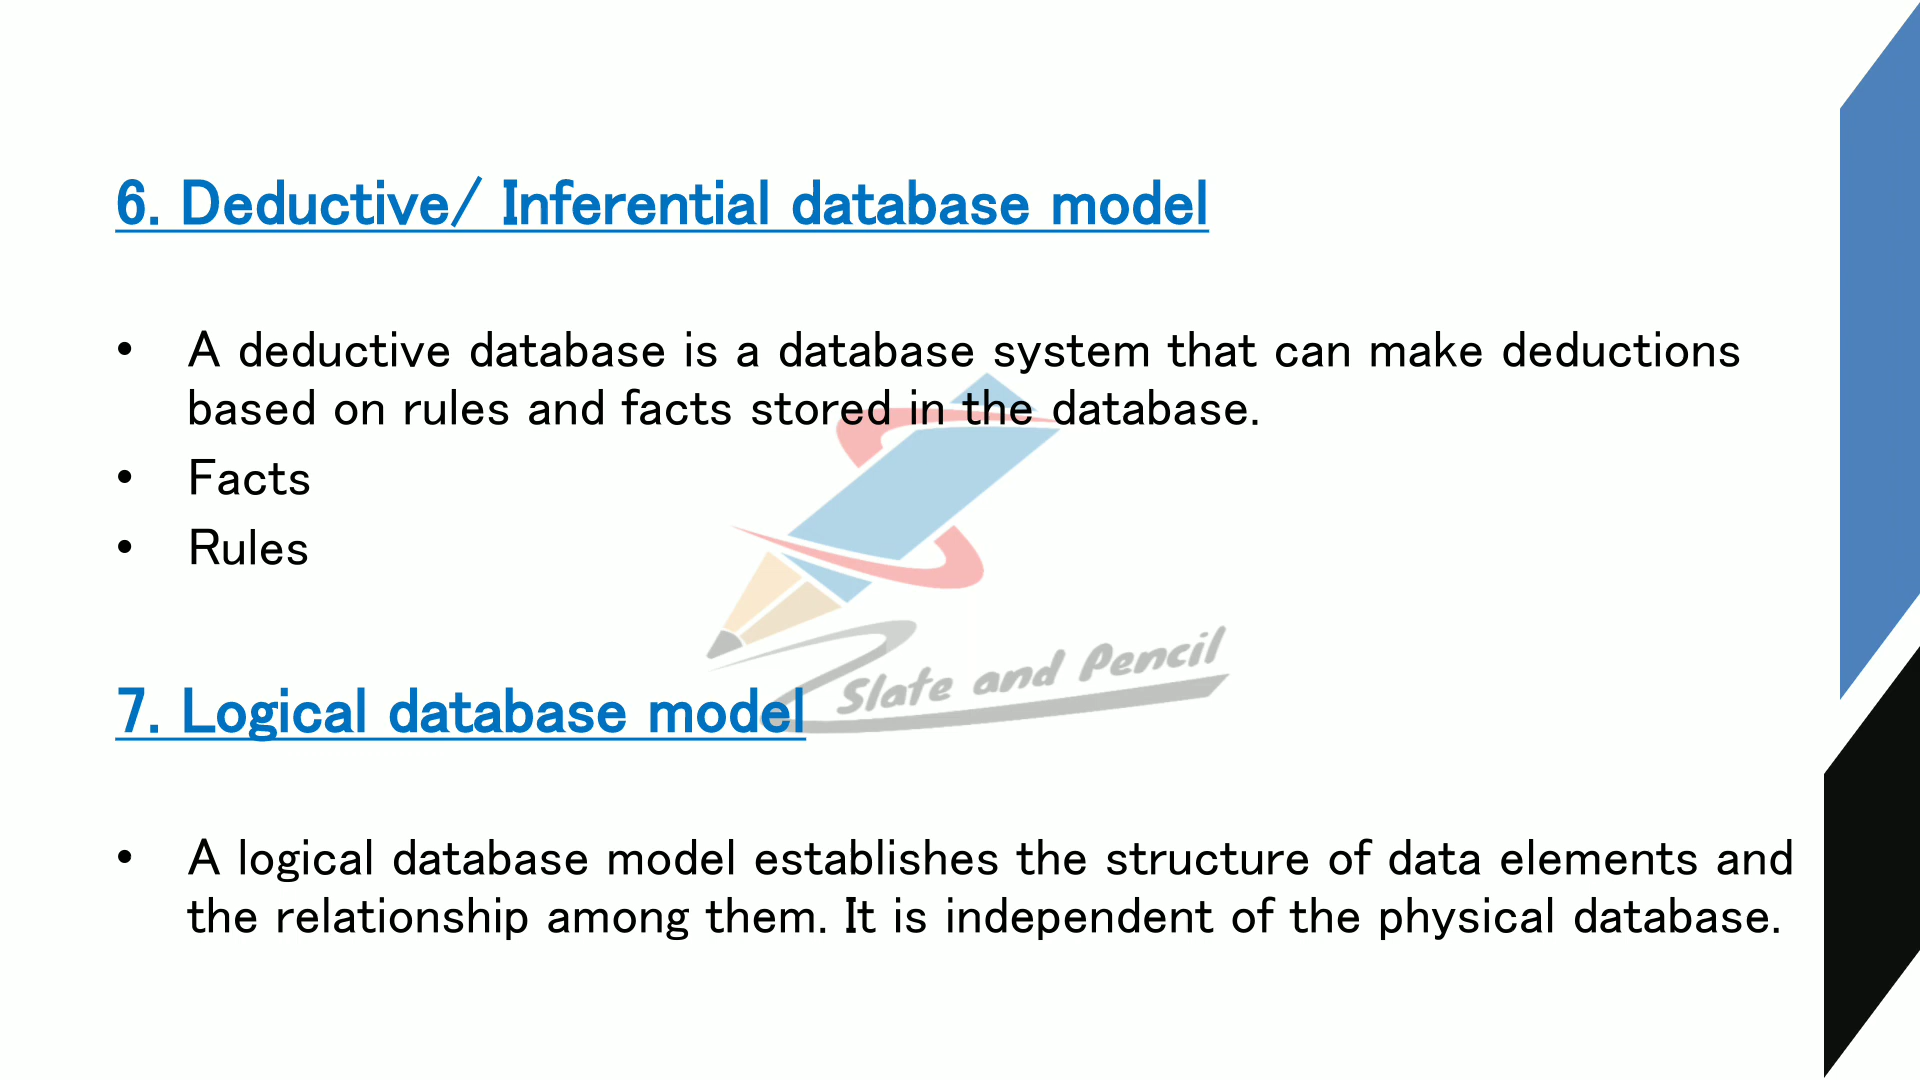 6. Deductive/ Inferential database model
• A deductive database is a database system that can make deductions
based on rules and facts stored in the database.
• Facts
• Rules
Slate and Pencil
7. Logical database model
• A logical database model establishes the structure of data elements and
the relationship among them. It is independent of the physical database.